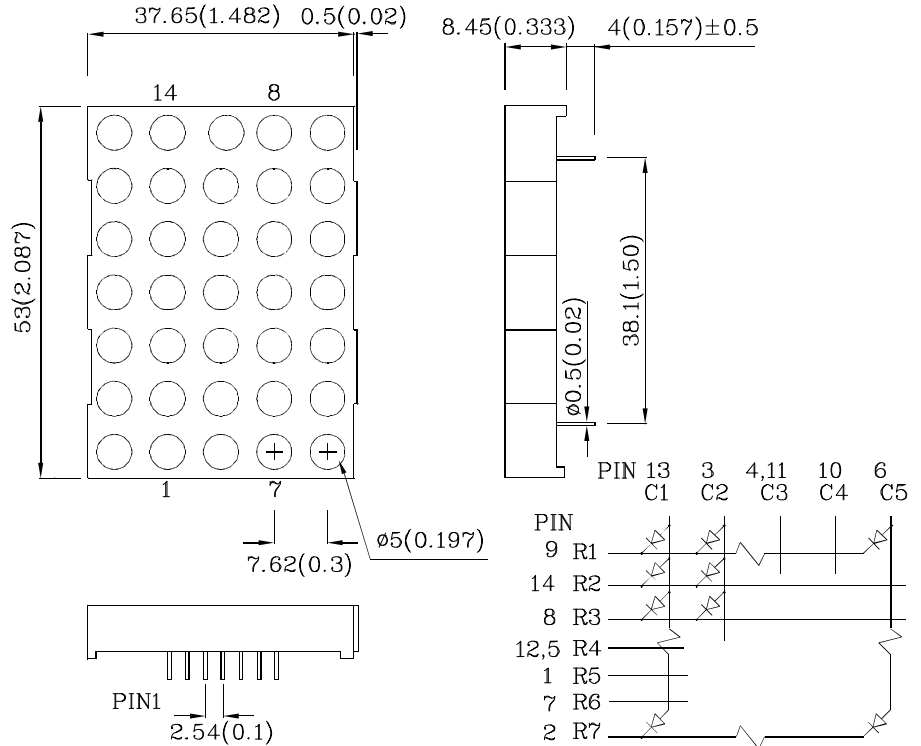 37.65(1.482)
0.5(0.02)
8.45(0.333)
4(0.157)±0.5
14
8
53(2.087)
ø0.5(0.02)
38.1(1.50)
1
7
7.62(0.3)
ø5(0.197)
PIN1
2.54(0.1)
PIN 13 3 4,11 10 6
C1 C2 C3 C4 C5
PIN
9 R1
14 R2
8 R3
12,5 R4
1 R5
7 R6
2 R7